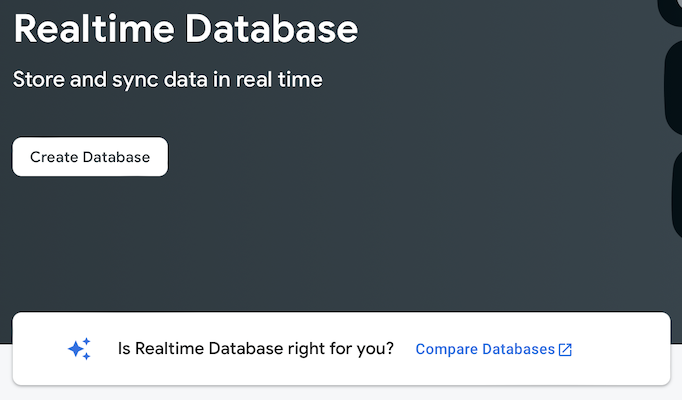 Realtime Database
Store and sync data in real time
Create Database
Is Realtime Database right for you? Compare Databases